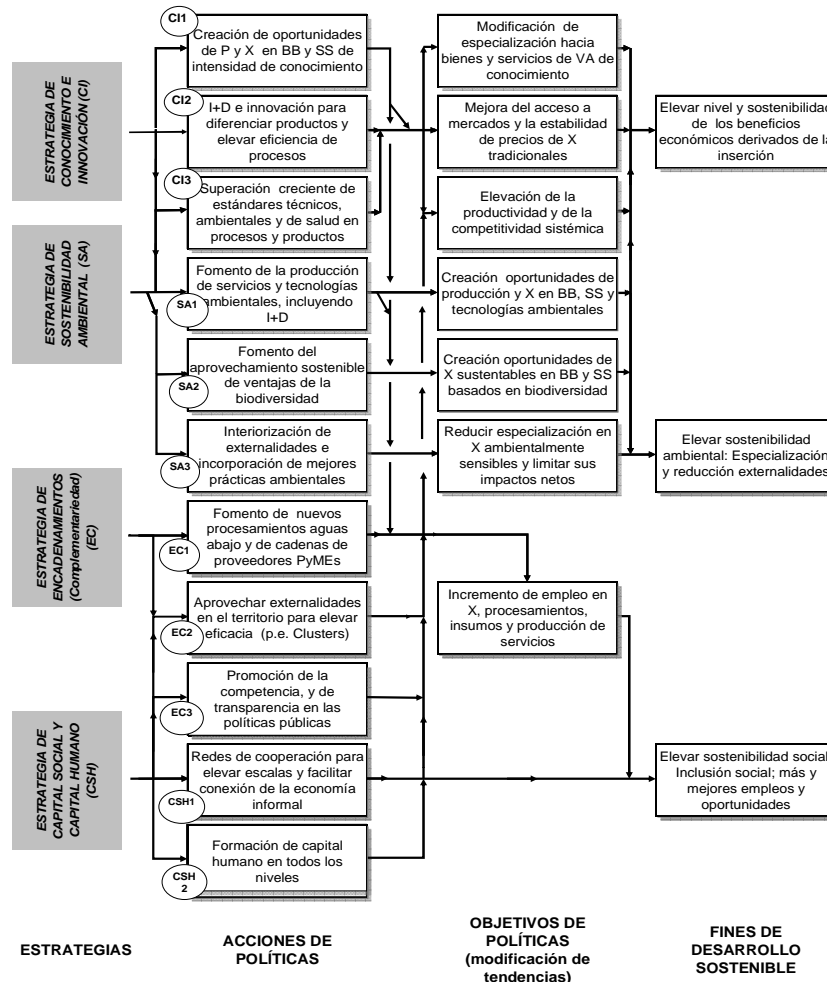 ESTRATEGIA DE
CONOCIMIENTO E
INNOVACIÓN (CI)
ESTRATEGIA DE
SOSTENIBILIDAD
AMBIENTAL (SA)
ESTRATEGIA DE
ENCADENAMIENTOS
(Complementariedad)
(EC)
ESTRATEGIA DE
CAPITAL SOCIAL Y
CAPITAL HUMANO
(CSH)
ESTRATEGIAS
CI1
Creación de oportunidades
de P y X en BB y SS de
intensidad de conocimiento
CI2
I+D e innovación para
diferenciar productos y
elevar eficiencia de
procesos
CI3
Superación creciente de
estándares técnicos,
ambientales y de salud en
procesos y productos
SA1
Fomento de la producción
de servicios y tecnologías
ambientales, incluyendo
I+D
SA2
Fomento del
aprovechamiento sostenible
de ventajas de la
biodiversidad
SA3
Interiorización de
externalidades e
incorporación de mejores
prácticas ambientales
EC1
Fomento de nuevos
procesamientos aguas
abajo y de cadenas de
proveedores PyMEs
EC2
Aprovechar externalidades
en el territorio para elevar
eficacia (p.e. Clusters)
EC3
Promoción de la
competencia, y de
transparencia en las
políticas públicas
CSH1
Redes de cooperación para
elevar escalas y facilitar
conexión de la economía
informal
CSH
2
Formación de capital
humano en todos los
niveles
ACCIONES DE
POLÍTICAS
Modificación de
especialización hacia
bienes y servicios de VA de
conocimiento
Mejora del acceso a
mercados y la estabilidad
de precios de X
tradicionales
Elevación de la
productividad y de la
competitividad sistémica
Creación oportunidades de
producción y X en BB, SS y
tecnologías ambientales
Creación oportunidades de
X sustentables en BB y SS
basados en biodiversidad
Reducir especialización en
X ambientalmente
sensibles y limitar sus
impactos netos
Incremento de empleo en
X, procesamientos,
insumos y producción de
servicios
OBJETIVOS DE
POLÍTICAS
(modificación de
tendencias)
Elevar nivel y sostenibilidad
de los beneficios
económicos derivados de la
inserción
Elevar sostenibilidad
ambiental: Especialización
y reducción externalidades
Elevar sostenibilidad social:
Inclusión social; más y
mejores empleos y
oportunidades
FINES DE
DESARROLLO
SOSTENIBLE